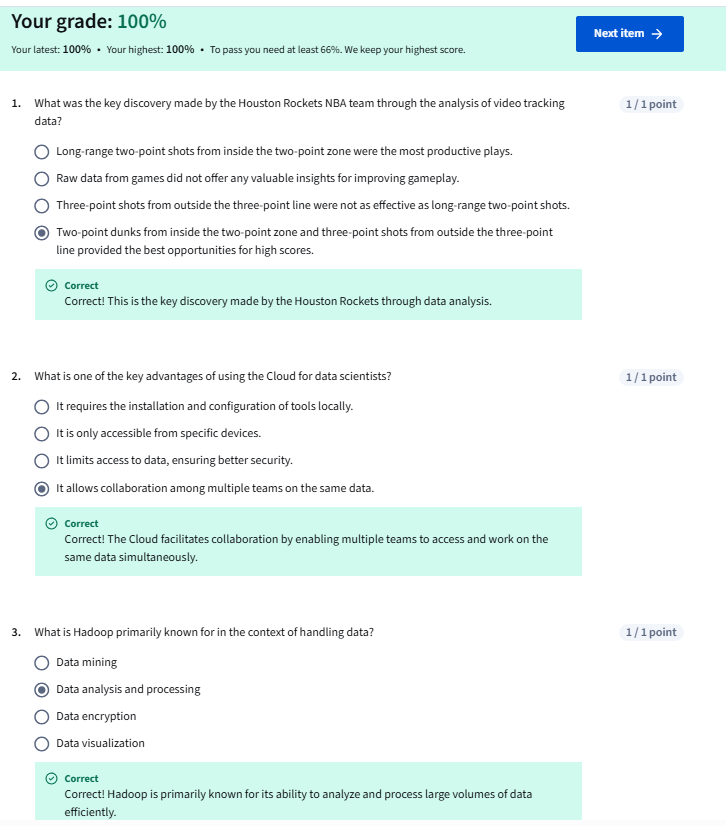 Your grade: 100%
Next item →
Your latest: 100% • Your highest: 100% • To pass you need at least 66%. We keep your highest score.
1. What was the key discovery made by the Houston Rockets NBA team through the analysis of video tracking
data?
1 / 1 point
Long-range two-point shots from inside the two-point zone were the most productive plays.
Raw data from games did not offer any valuable insights for improving gameplay.
Three-point shots from outside the three-point line were not as effective as long-range two-point shots.
Two-point dunks from inside the two-point zone and three-point shots from outside the three-point
line provided the best opportunities for high scores.
Correct
Correct! This is the key discovery made by the Houston Rockets through data analysis.
2. What is one of the key advantages of using the Cloud for data scientists?
1 / 1 point
It requires the installation and configuration of tools locally.
It is only accessible from specific devices.
It limits access to data, ensuring better security.
It allows collaboration among multiple teams on the same data.
Correct
Correct! The Cloud facilitates collaboration by enabling multiple teams to access and work on the
same data simultaneously.
3. What is Hadoop primarily known for in the context of handling data?
1 / 1 point
Data mining
Data analysis and processing
Data encryption
Data visualization
Correct
Correct! Hadoop is primarily known for its ability to analyze and process large volumes of data
efficiently.